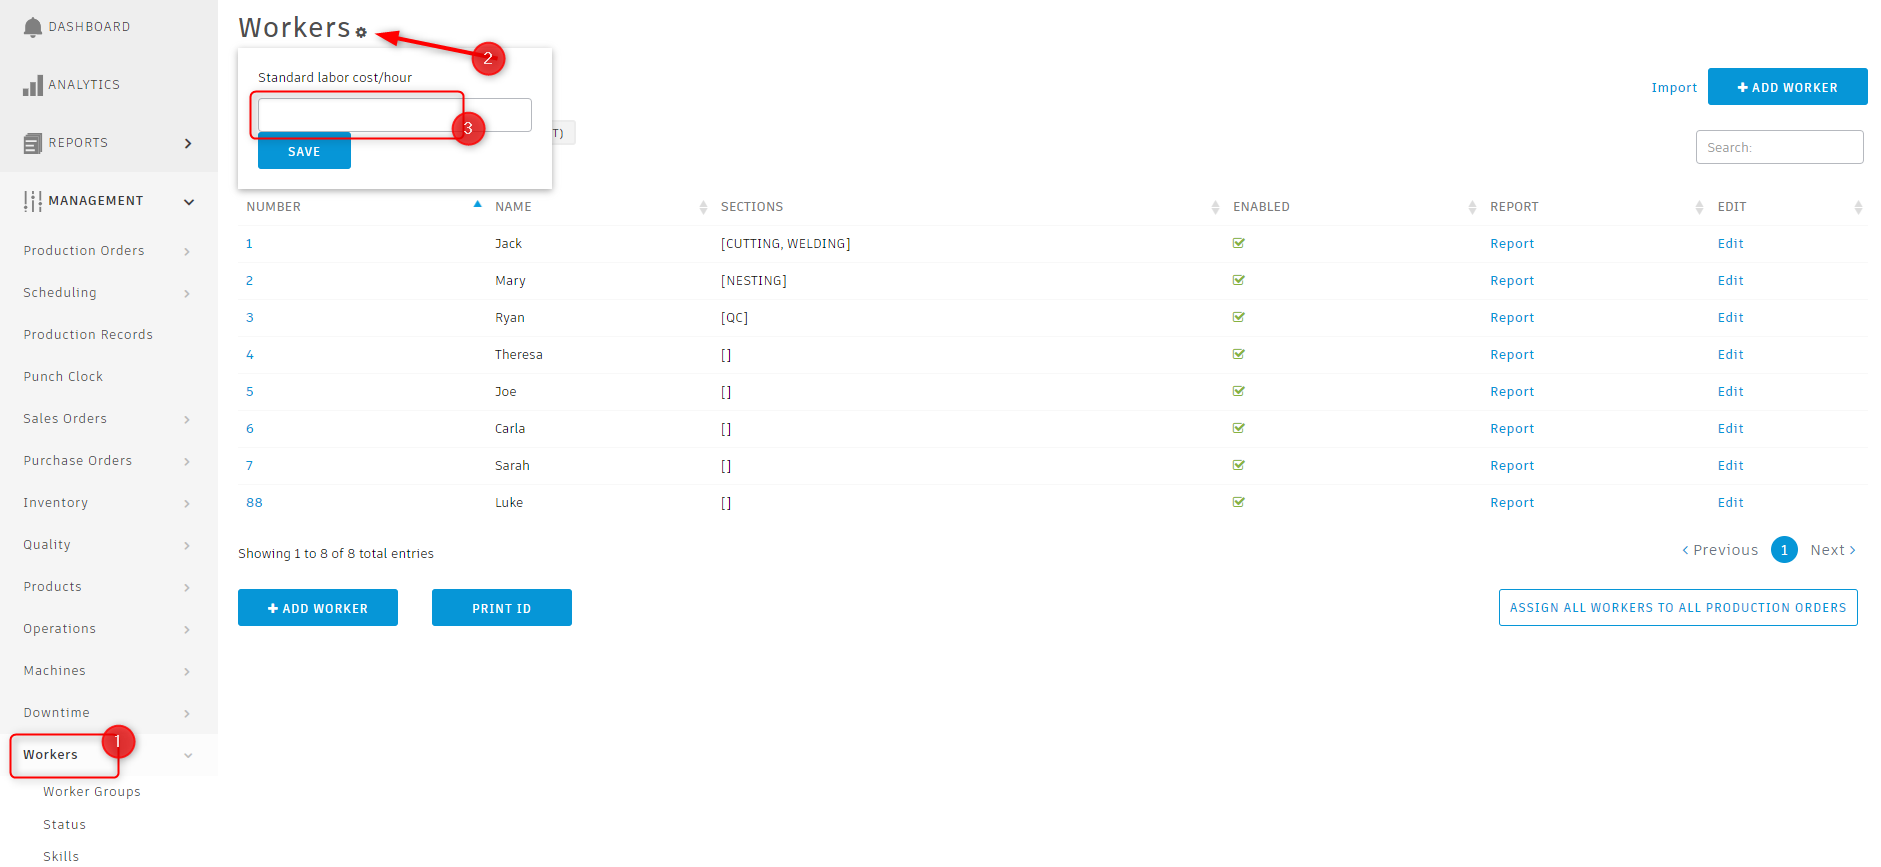 DASHBOARD
ANALYTICS
REPORTS
MANAGEMENT
Production Orders
Scheduling
Production Records
Punch Clock
Sales Orders
Purchase Orders
Inventory
Quality
Products
Operations
Machines
Downtime
Workers
1
Worker Groups
Status
Skills
Workers
2
Standard labor cost/hour
3
T)
SAVE
Import
+ ADD WORKER
Search:
NUMBER NAME SECTIONS ENABLED REPORT EDIT
1 Jack [CUTTING, WELDING] Report Edit
2 Mary [NESTING] Report Edit
3 Ryan [QC] Report Edit
4 Theresa [] Report Edit
5 Joe [] Report Edit
6 Carla [] Report Edit
7 Sarah [] Report Edit
88 Luke [] Report Edit
Showing 1 to 8 of 8 total entries
< Previous 1 Next >
+ ADD WORKER PRINT ID ASSIGN ALL WORKERS TO ALL PRODUCTION ORDERS